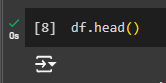 [8] df.head()
0s